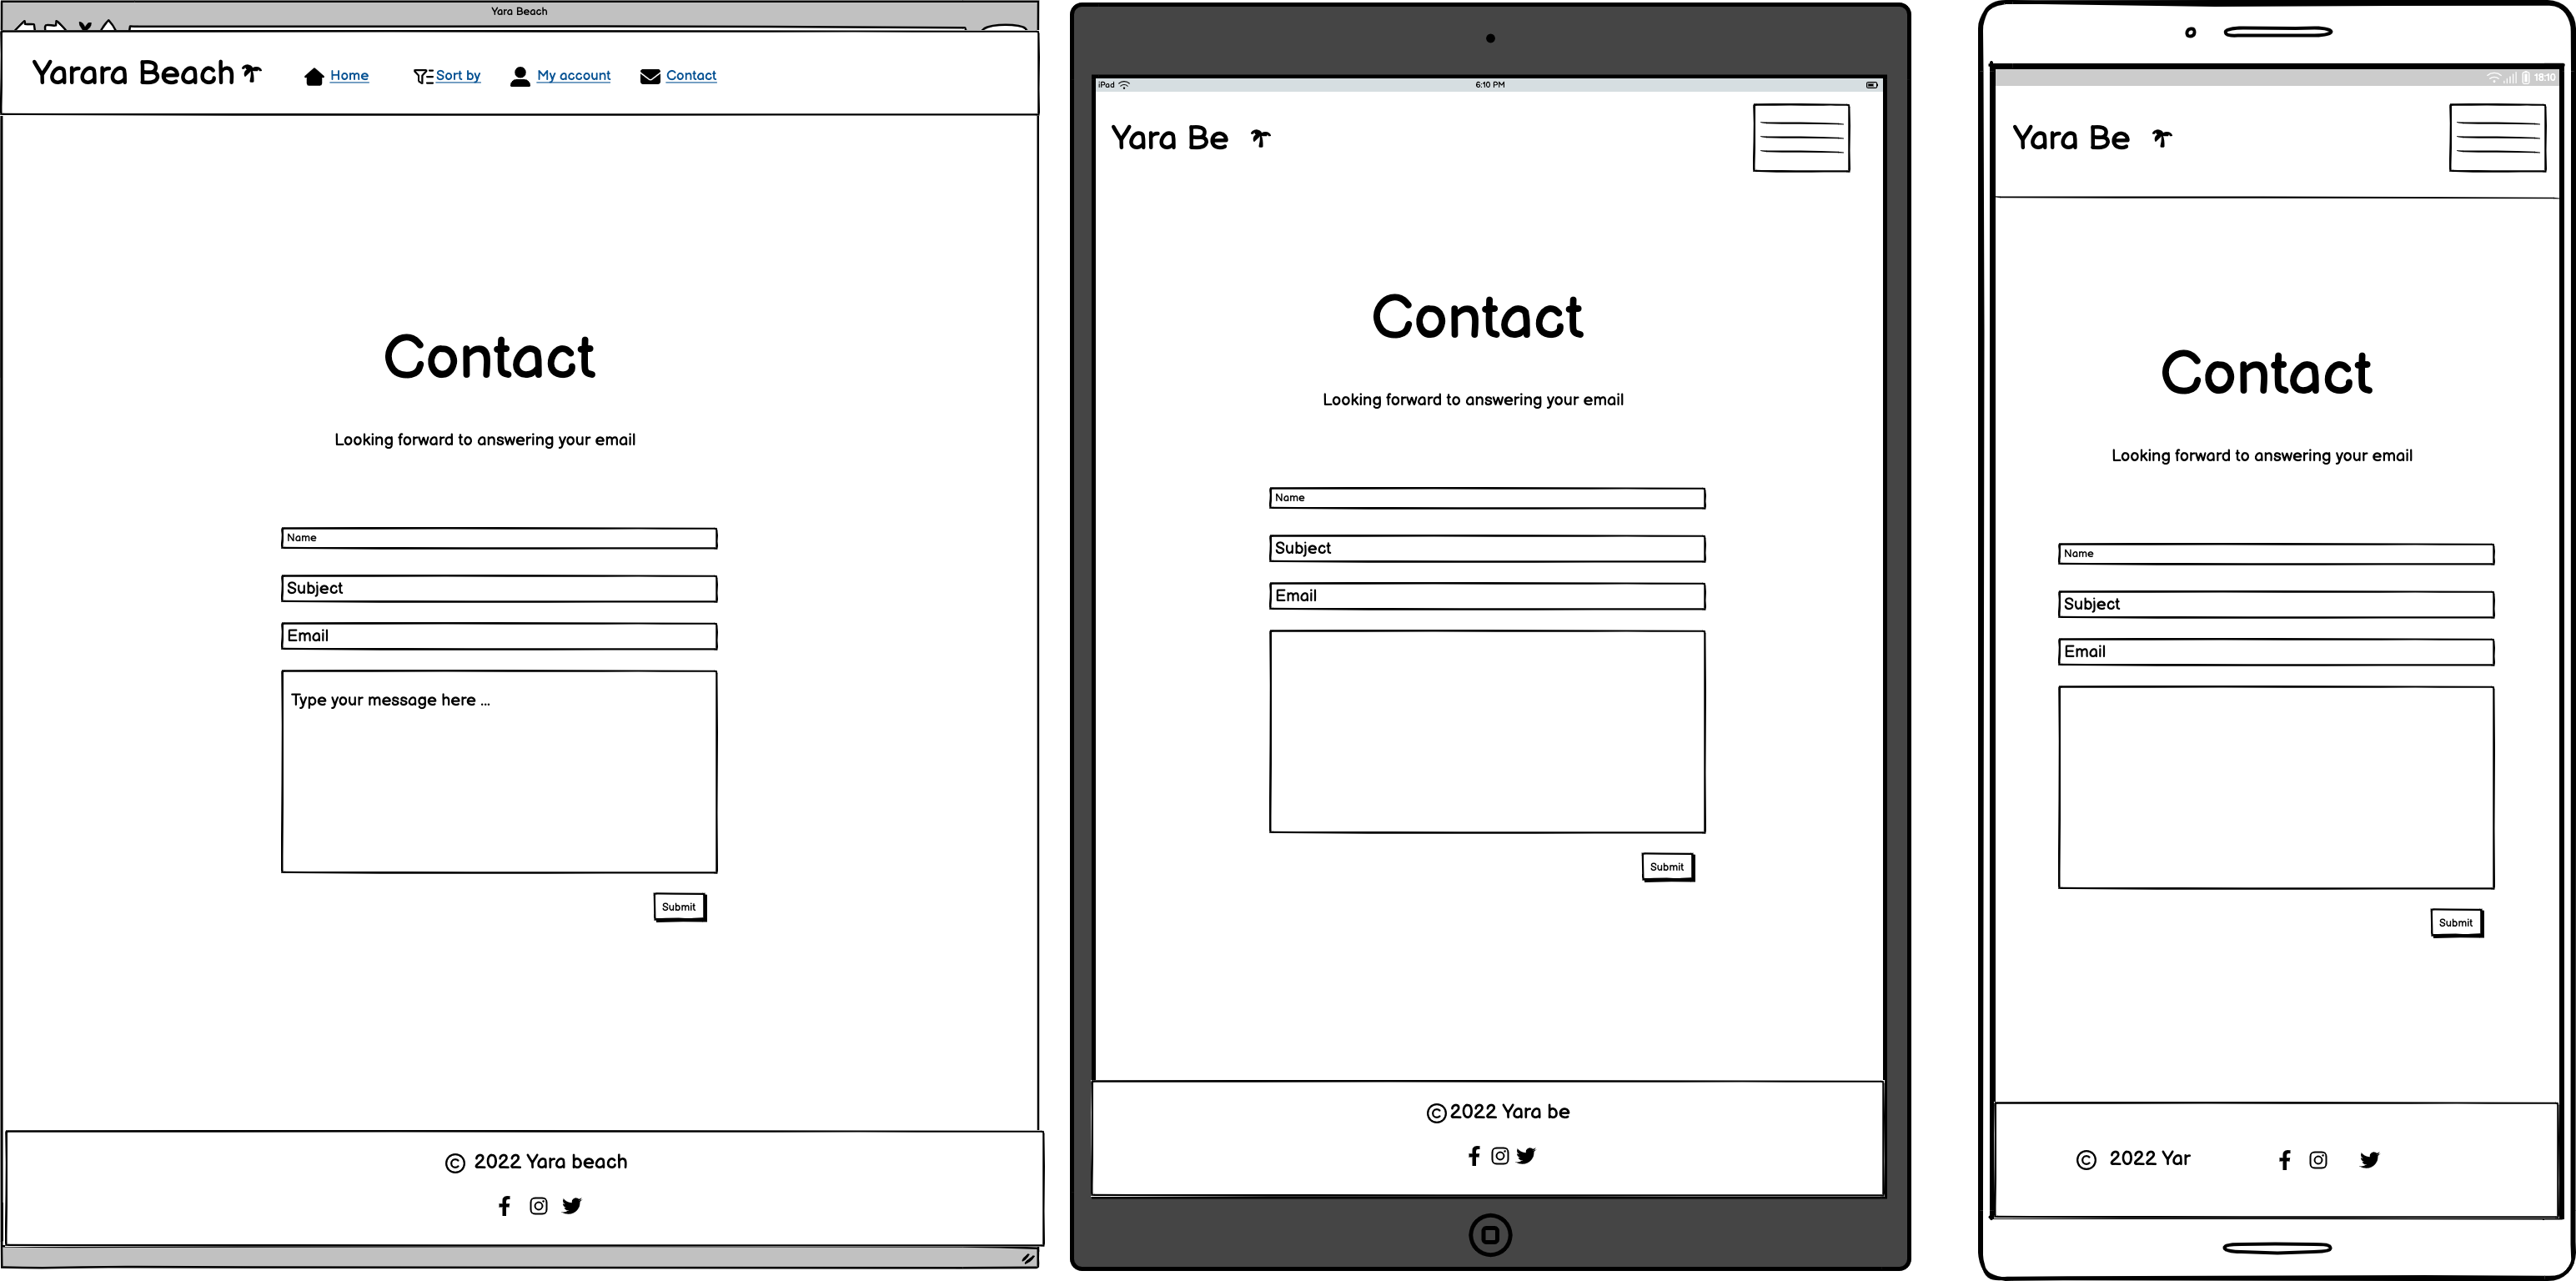 Yara Beach
Yarara Beach
Home
Sort by
My account
Contact
Contact
Looking forward to answering your email
Name
Subject
Email
Type your message here ...
Submit
© 2022 Yara beach
iPad
6:10 PM
Yara Be
Contact
Looking forward to answering your email
Name
Subject
Email
Submit
©2022 Yara be
18:10
Yara Be
Contact
Looking forward to answering your email
Name
Subject
Email
Submit
© 2022 Yar